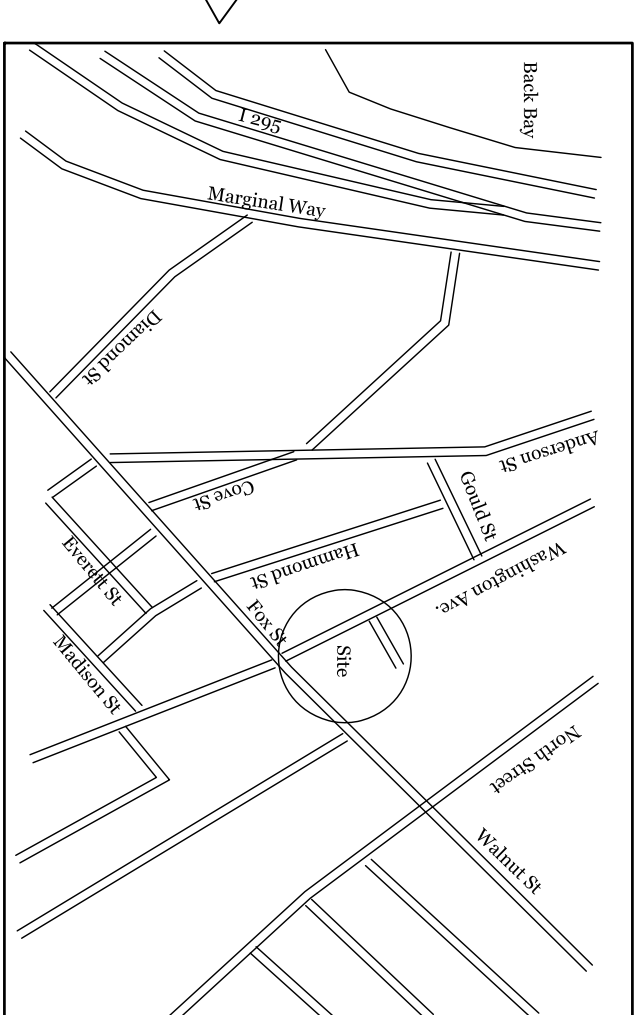 Back Bay
I 295
Marginal Way
Diamond St
Anderson St
Cove St
Gould St
Hammond St
Everett St
Washington Ave.
Fox St
Madison St
Site
North Street
Walnut St